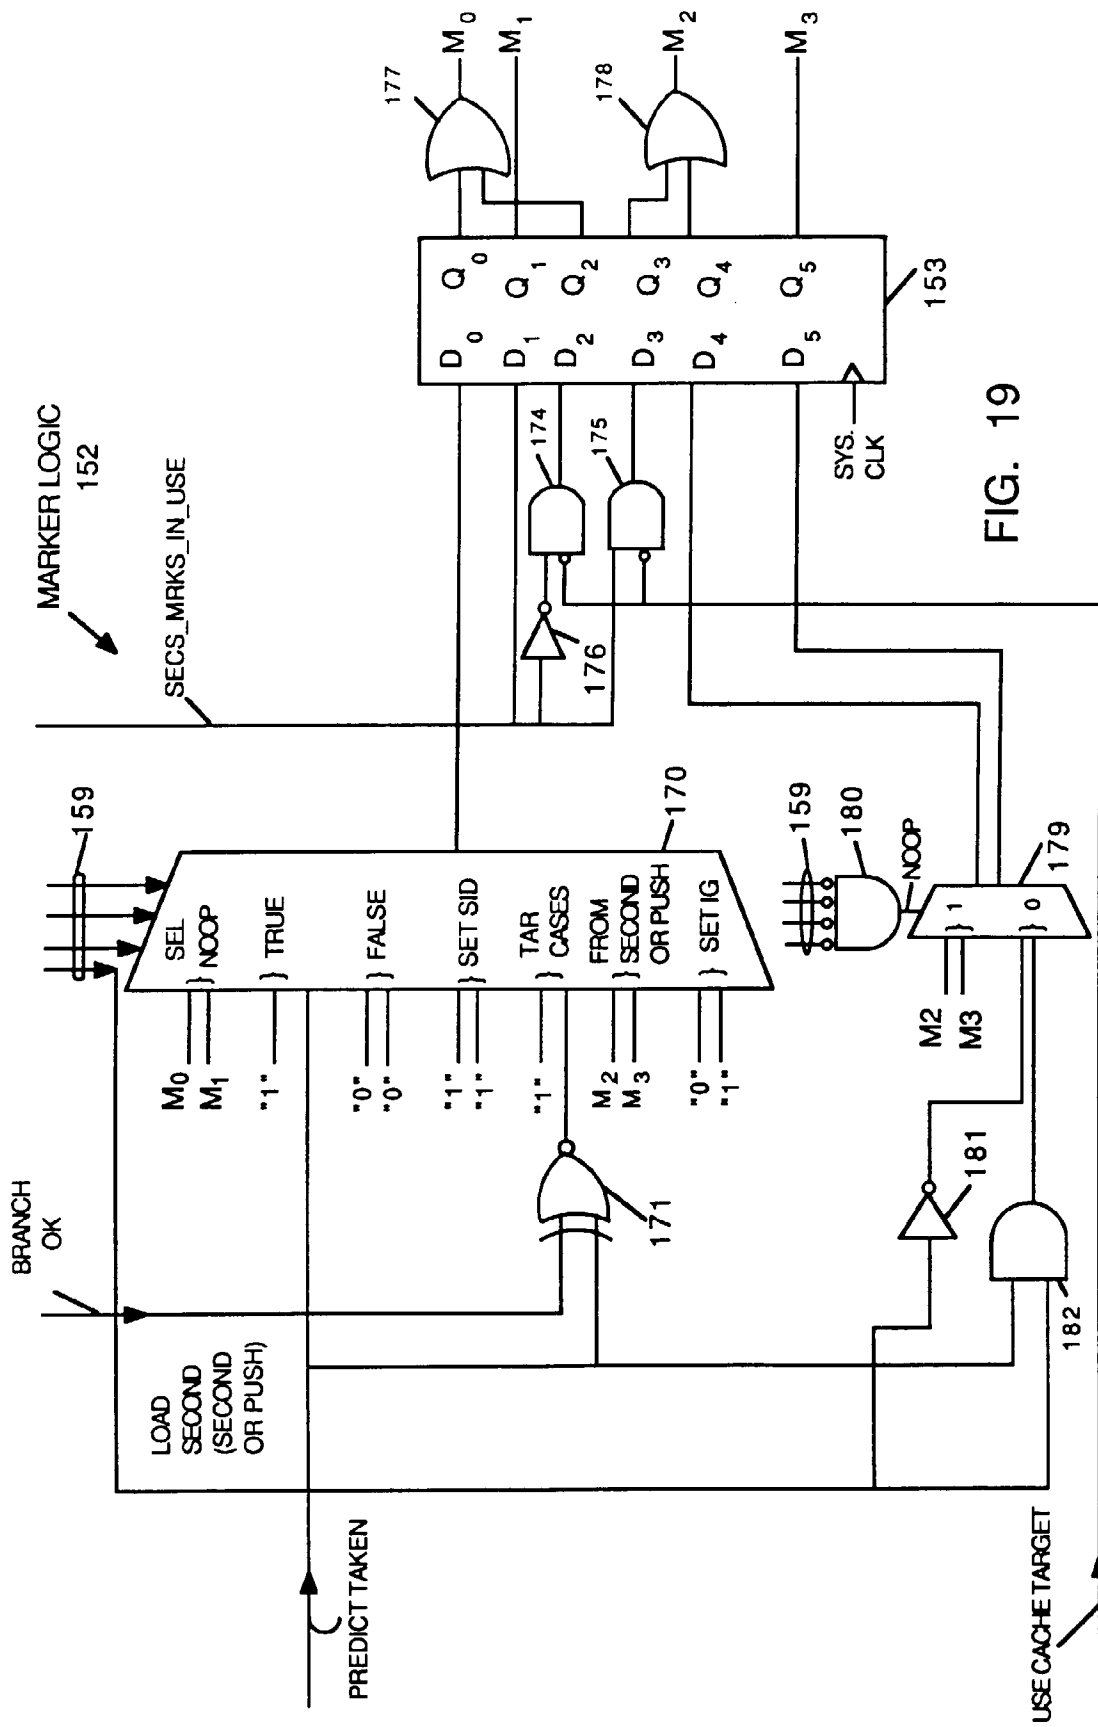 MARKER LOGIC
152
SECS_MRKS_IN_USE
159
SEL
} NOOP
} TRUE
} FALSE
} SET SID
TAR
} CASES
FROM
} SECOND
OR PUSH
} SET IG
170
M0
M1
"1"
"0"
"0"
"1"
"1"
"1"
M2
M3
"0"
"1"
BRANCH
OK
LOAD
SECOND
(SECOND
OR PUSH)
PREDICT TAKEN
171
176
174
175
D0 Q0
D1 Q1
D2 Q2
D3 Q3
D4 Q4
D5 Q5
SYS.
CLK
153
177
M0
M1
178
M2
M3
159
180
NOOP
179
} 1
} 0
M2
M3
181
182
USE CACHE TARGET
FIG. 19